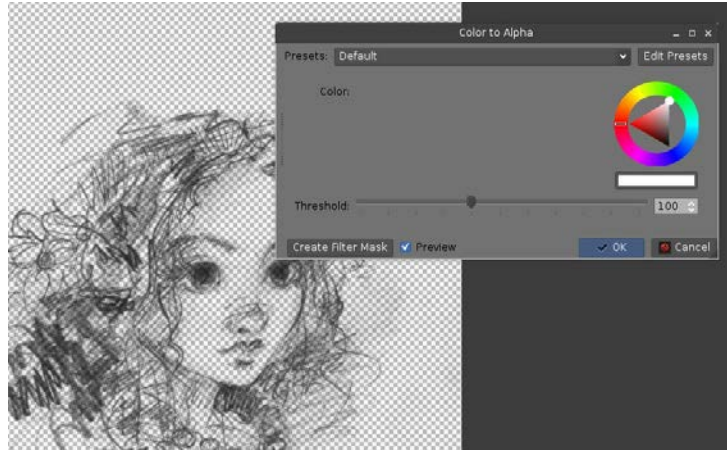 Color to Alpha
Presets: Default Edit Presets
Color:
Threshold: 100
Create Filter Mask Preview OK Cancel